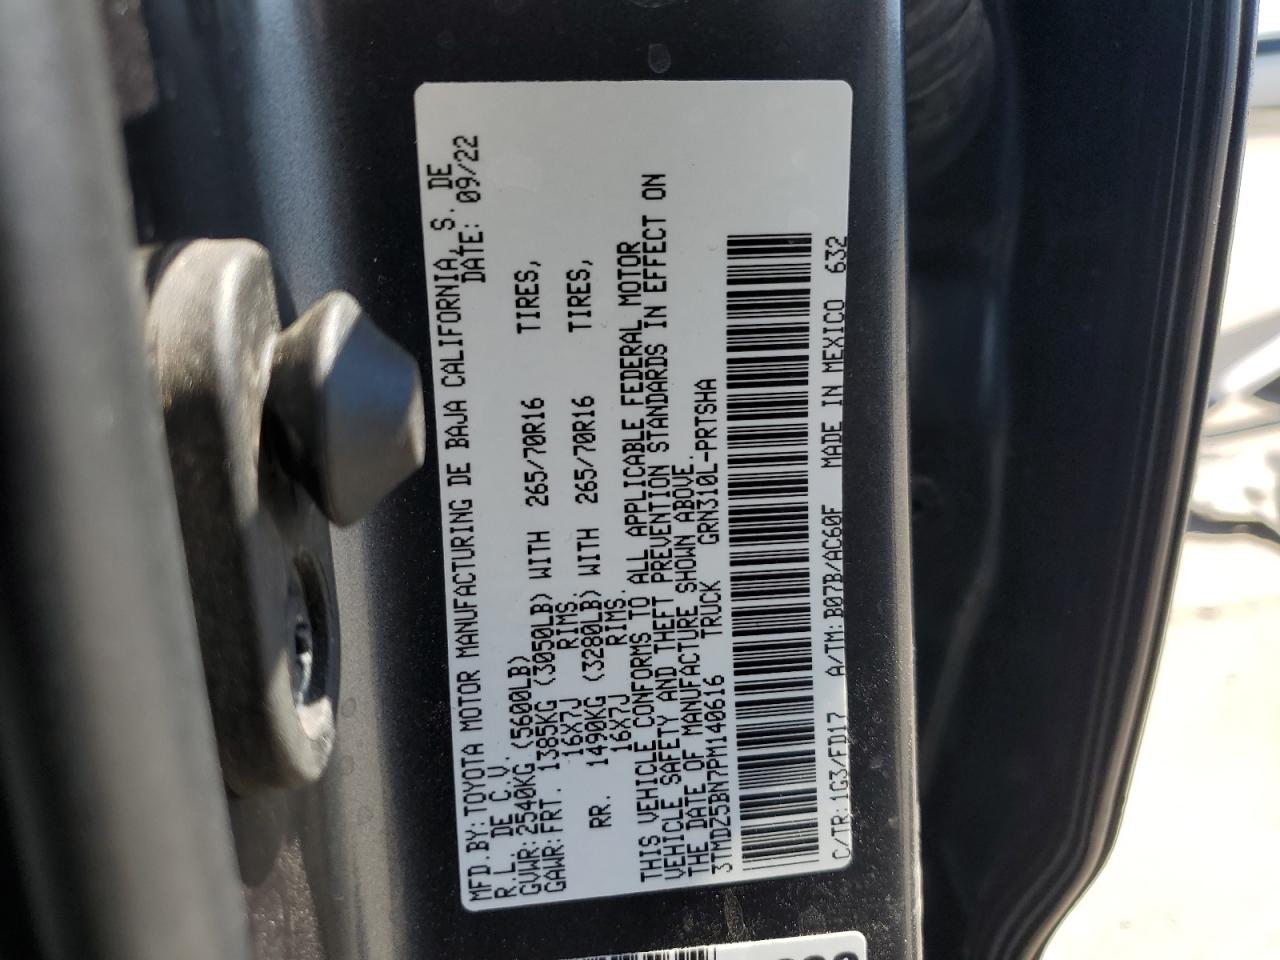 MFD.BY: TOYOTA MOTOR MANUFACTURING DE BAJA CALIFORNIA, S. DE
R.L. DE C.V. DATE: 09/22
GVWR: 2540KG (5600LB)
GAWR: FRT. 1385KG (3050LB) WITH 265/70R16 TIRES,
16X7J RIMS
RR. 1490KG (3280LB) WITH 265/70R16 TIRES,
16X7J RIMS.
THIS VEHICLE CONFORMS TO ALL APPLICABLE FEDERAL MOTOR
VEHICLE SAFETY AND THEFT PREVENTION STANDARDS IN EFFECT ON
THE DATE OF MANUFACTURE SHOWN ABOVE.
3TMDZ5BN7PM140616 TRUCK GRN310L-PRTSHA
C/TR: 1G3/FD17 A/TM: B07B/AC60F MADE IN MEXICO 632